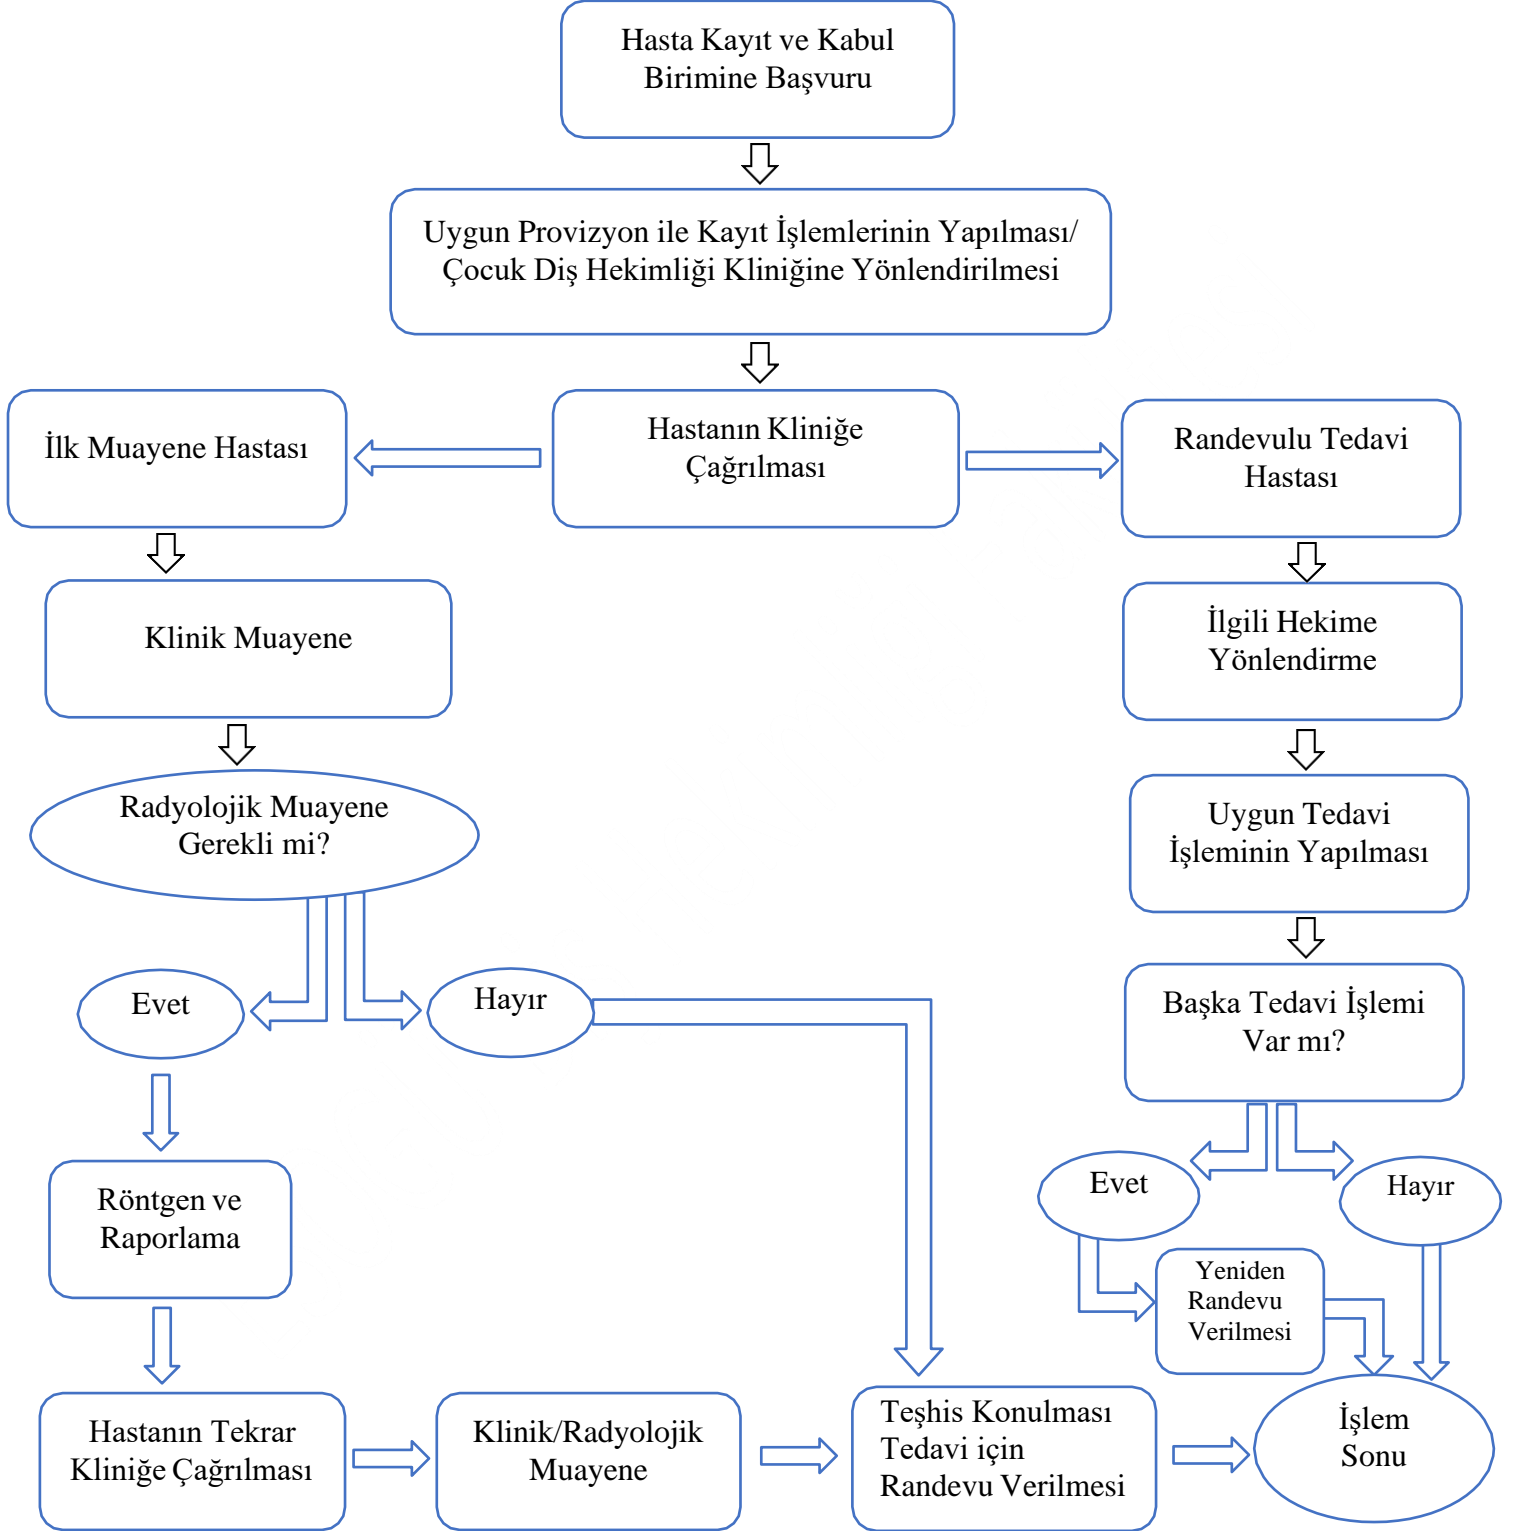 Hasta Kayıt ve Kabul
Birimine Başvuru
Uygun Provizyon ile Kayıt İşlemlerinin Yapılması/
Çocuk Diş Hekimliği Kliniğine Yönlendirilmesi
İlk Muayene Hastası
Hastanın Kliniğe
Çağrılması
Randevulu Tedavi
Hastası
Klinik Muayene
İlgili Hekime
Yönlendirme
Radyolojik Muayene
Gerekli mi?
Uygun Tedavi
İşleminin Yapılması
Evet
Hayır
Başka Tedavi İşlemi
Var mı?
Evet
Hayır
Röntgen ve
Raporlama
Yeniden
Randevu
Verilmesi
Hastanın Tekrar
Kliniğe Çağrılması
Klinik/Radyolojik
Muayene
Teşhis Konulması
Tedavi için
Randevu Verilmesi
İşlem
Sonu